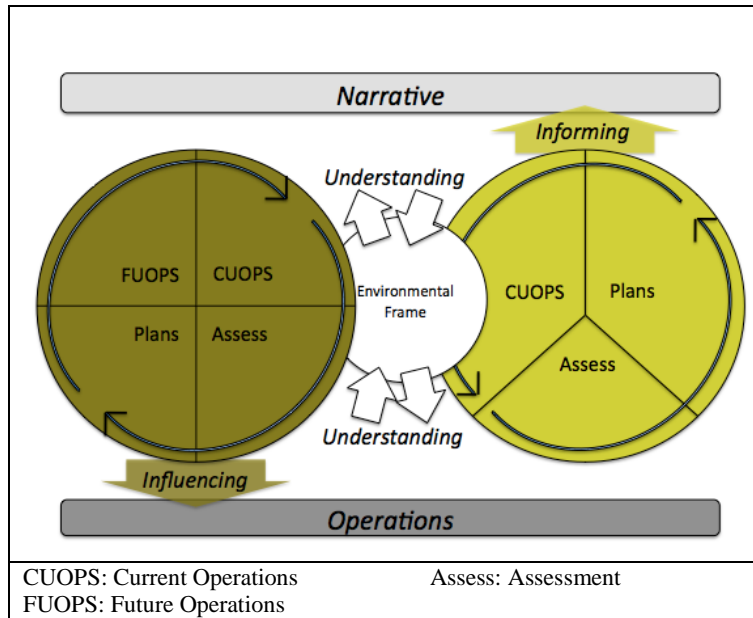 Narrative
Informing
Understanding
FUOPS CUOPS
Plans Assess
Environmental
Frame
CUOPS Plans
Assess
Understanding
Influencing
Operations
CUOPS: Current Operations Assess: Assessment
FUOPS: Future Operations